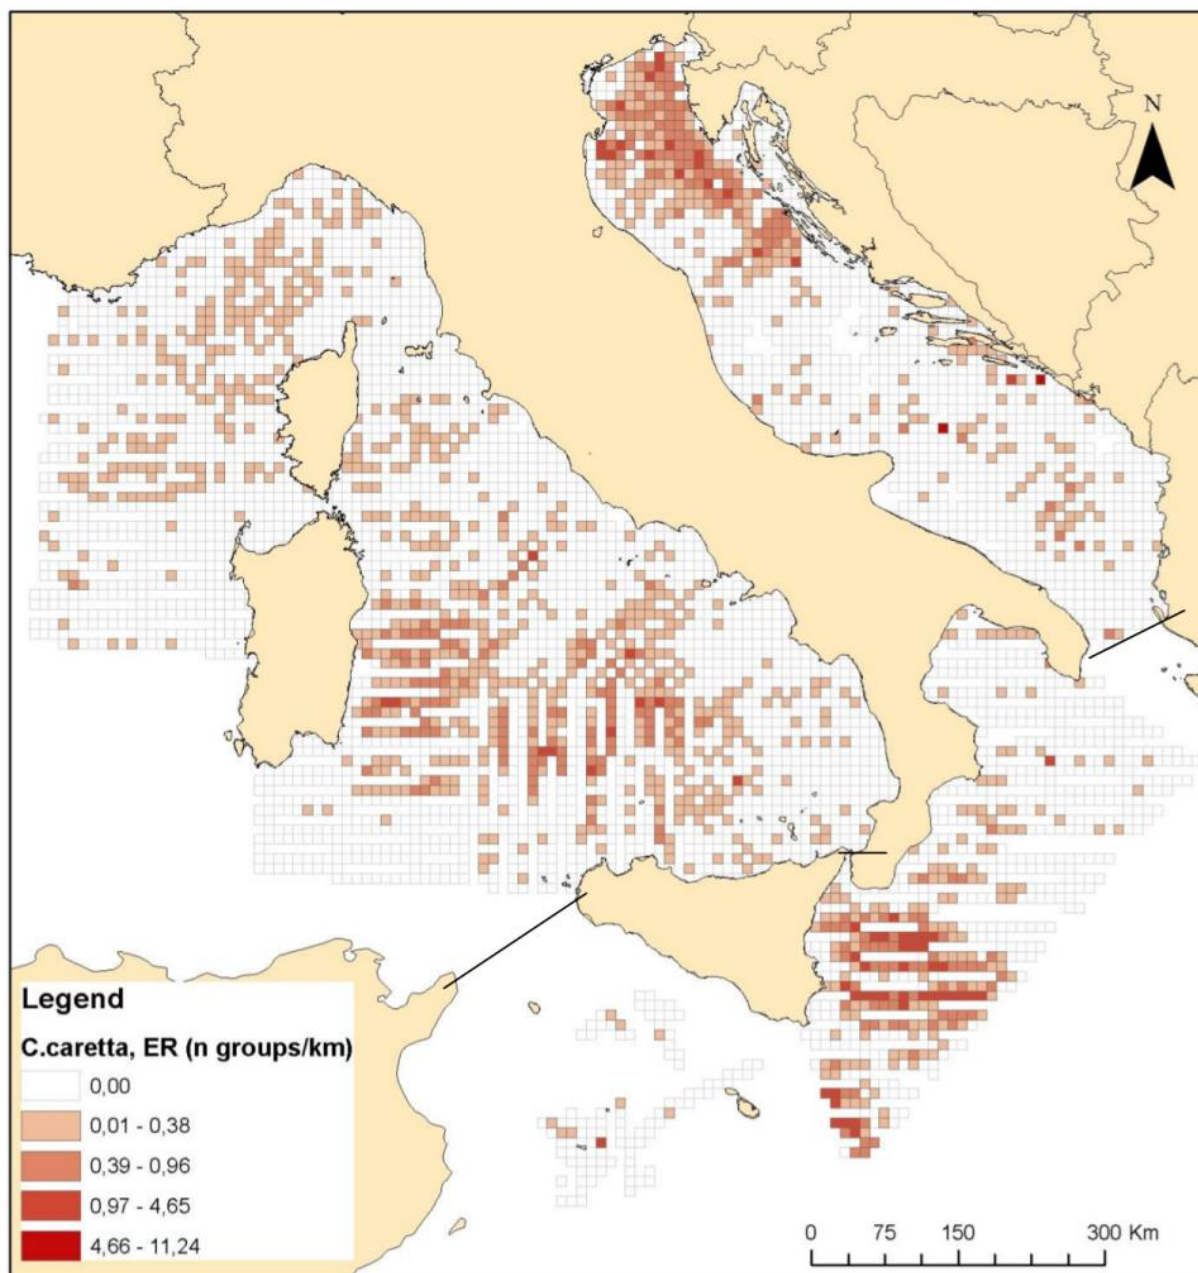 N
Legend
C.caretta, ER (n groups/km)
0,00
0,01 - 0,38
0,39 - 0,96
0,97 - 4,65
4,66 - 11,24
0 75 150 300 Km